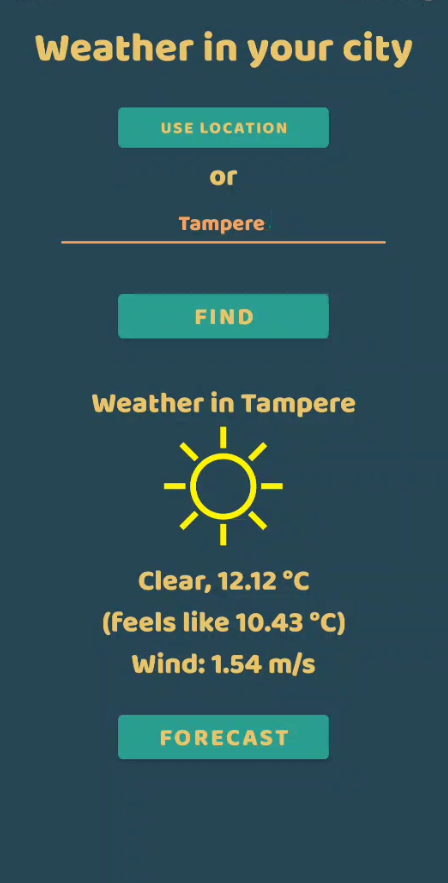 Weather in your city
USE LOCATION
or
Tampere
FIND
Weather in Tampere
Clear, 12.12 °C
(feels like 10.43 °C)
Wind: 1.54 m/s
FORECAST